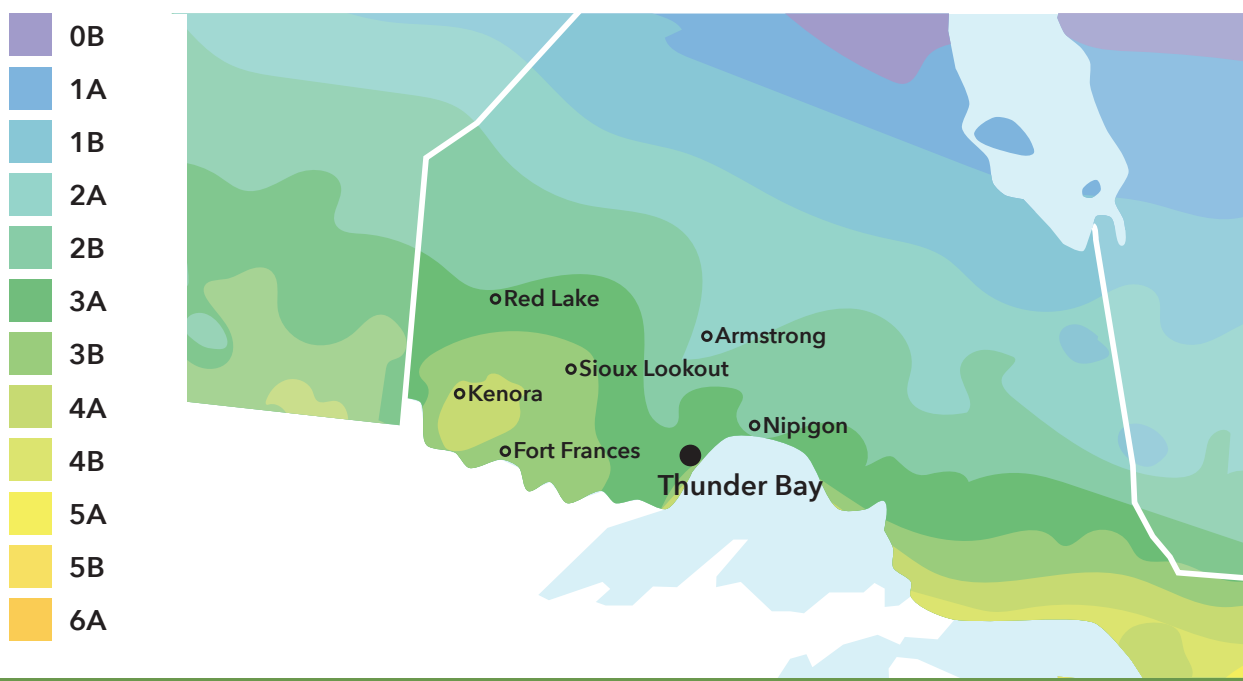 0B
1A
1B
2A
2B
3A
3B
4A
4B
5A
5B
6A
Red Lake
Armstrong
Sioux Lookout
Kenora
Nipigon
Fort Frances
Thunder Bay